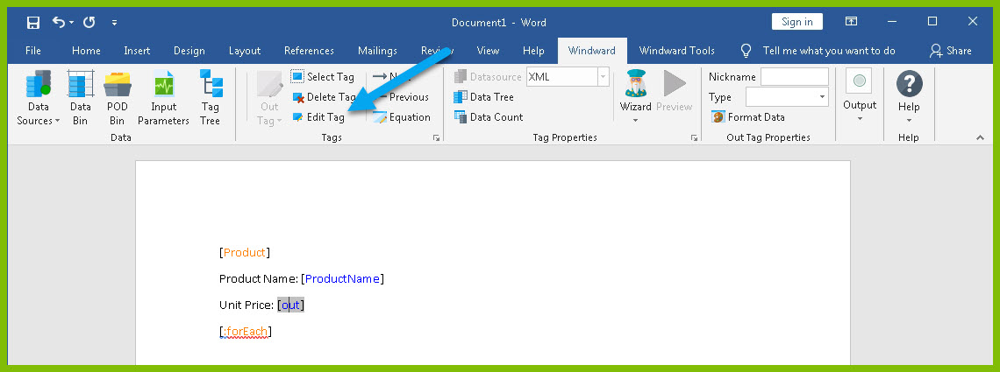 Document1 - Word
Sign in
File Home Insert Design Layout References Mailings View Help Windward Windward Tools Tell me what you want to do Share
Data Sources
Data Bin
POD Bin
Input Parameters
Tag Tree
Data
Out Tag
Select Tag
Delete Tag
Edit Tag
Previous
Equation
Tags
Datasource XML
Data Tree
Data Count
Wizard
Preview
Tag Properties
Nickname
Type
Format Data
Out Tag Properties
Output
Help
Help
[Product]
Product Name: [ProductName]
Unit Price: [out]
[:forEach]